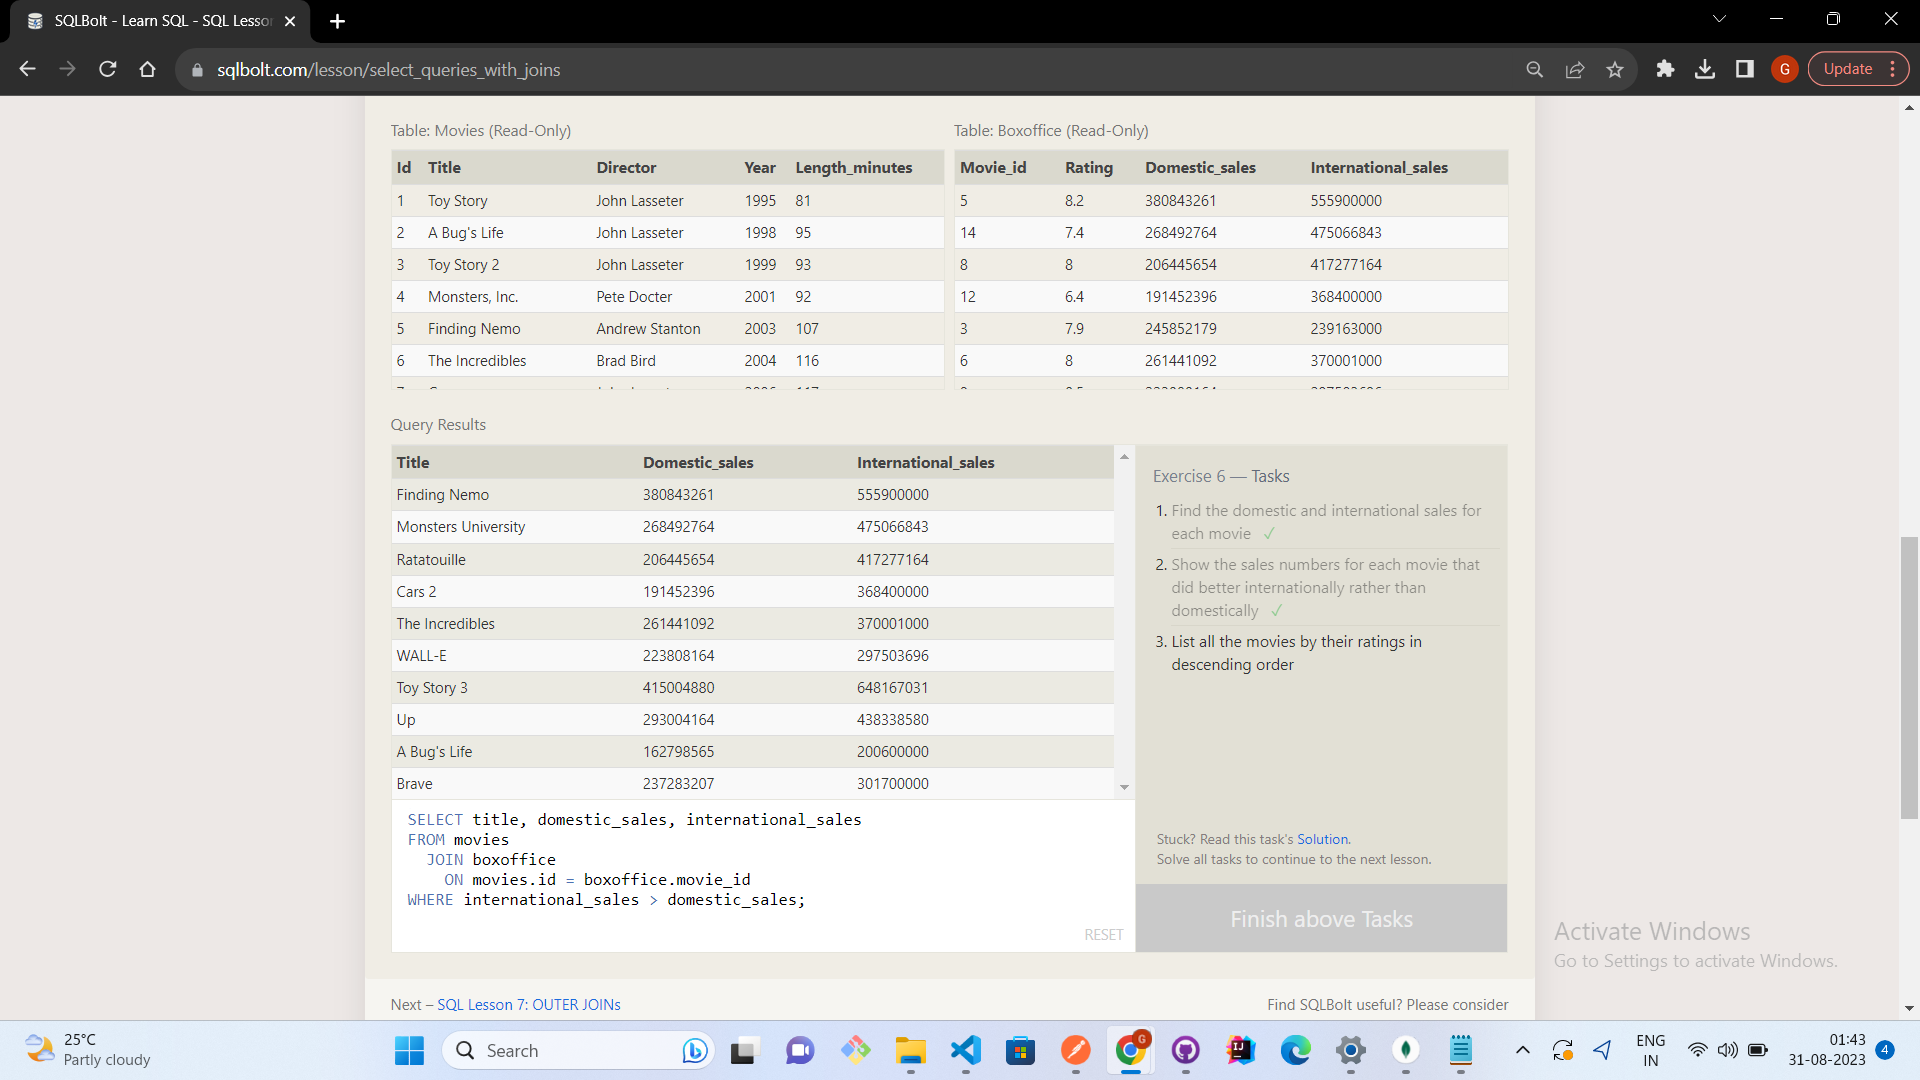 SQLBolt - Learn SQL - SQL Lesson
sqlbolt.com/lesson/select_queries_with_joins
G
Update
Table: Movies (Read-Only)
Id Title Director Year Length_minutes
1 Toy Story John Lasseter 1995 81
2 A Bug's Life John Lasseter 1998 95
3 Toy Story 2 John Lasseter 1999 93
4 Monsters, Inc. Pete Docter 2001 92
5 Finding Nemo Andrew Stanton 2003 107
6 The Incredibles Brad Bird 2004 116
Table: Boxoffice (Read-Only)
Movie_id Rating Domestic_sales International_sales
5 8.2 380843261 555900000
14 7.4 268492764 475066843
8 8 206445654 417277164
12 6.4 191452396 368400000
3 7.9 245852179 239163000
6 8 261441092 370001000
Query Results
Title Domestic_sales International_sales
Finding Nemo 380843261 555900000
Monsters University 268492764 475066843
Ratatouille 206445654 417277164
Cars 2 191452396 368400000
The Incredibles 261441092 370001000
WALL-E 223808164 297503696
Toy Story 3 415004880 648167031
Up 293004164 438338580
A Bug's Life 162798565 200600000
Brave 237283207 301700000
SELECT title, domestic_sales, international_sales
FROM movies
JOIN boxoffice
ON movies.id = boxoffice.movie_id
WHERE international_sales > domestic_sales;
RESET
Exercise 6 — Tasks
1. Find the domestic and international sales for
each movie ✓
2. Show the sales numbers for each movie that
did better internationally rather than
domestically ✓
3. List all the movies by their ratings in
descending order
Stuck? Read this task's Solution.
Solve all tasks to continue to the next lesson.
Finish above Tasks
Activate Windows
Go to Settings to activate Windows.
Next – SQL Lesson 7: OUTER JOINs
Find SQLBolt useful? Please consider
25°C
Partly cloudy
Search
G
IJ
ENG
IN
01:43
31-08-2023
4